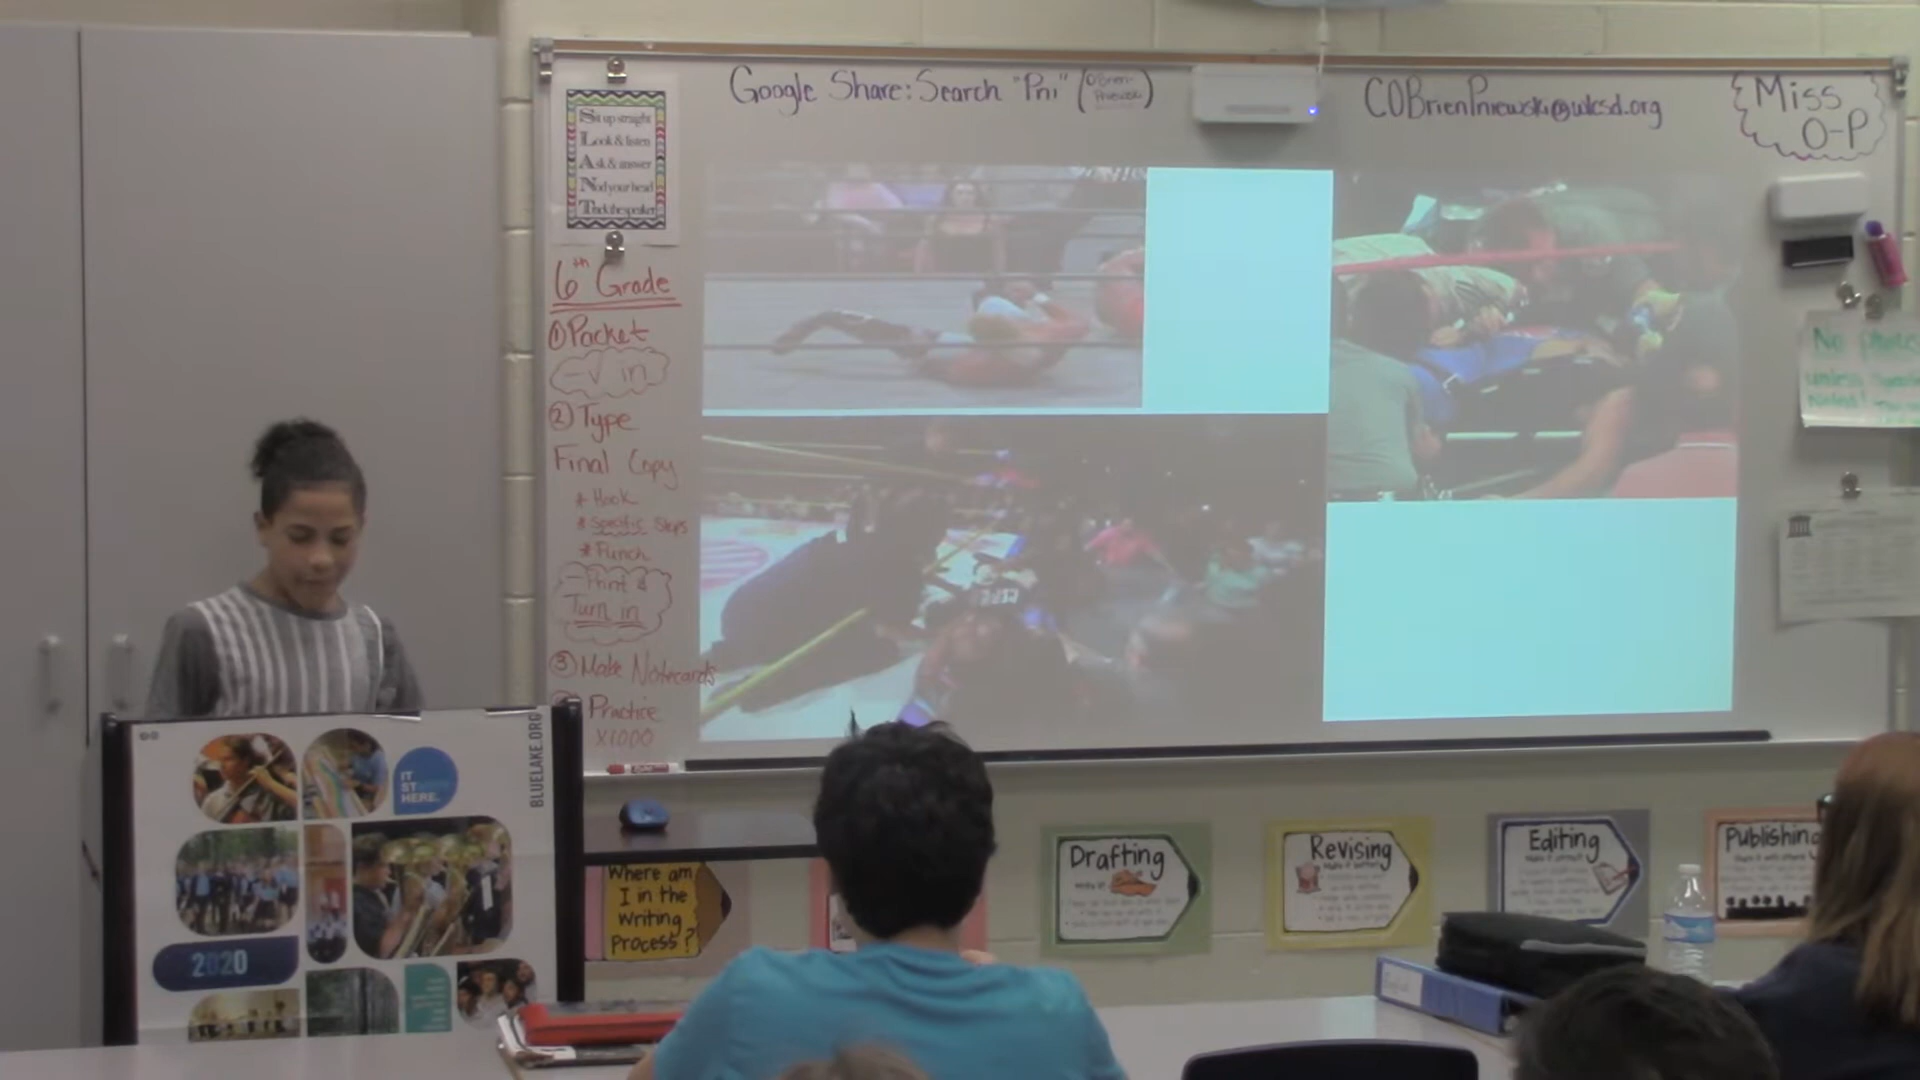 Google Share: Search "Pni" (OBrien-
COBrienPniewski@wlcsd.org
Miss
O-P
Sit up straight
Look & listen
Ask & answer
Nod your head
Track the speaker
6th Grade
① Packet
- √ in
② Type
Final Copy
* Hook
* Specific Steps
* Punch
- Print &
Turn in
③ Make Notecards
Practice
X1000
No
unless
BLUELAKE.ORG
IT
ST
HERE.
2020
Where am
I in the
Writing
Process?
Drafting
Revising
Editing
Publishing